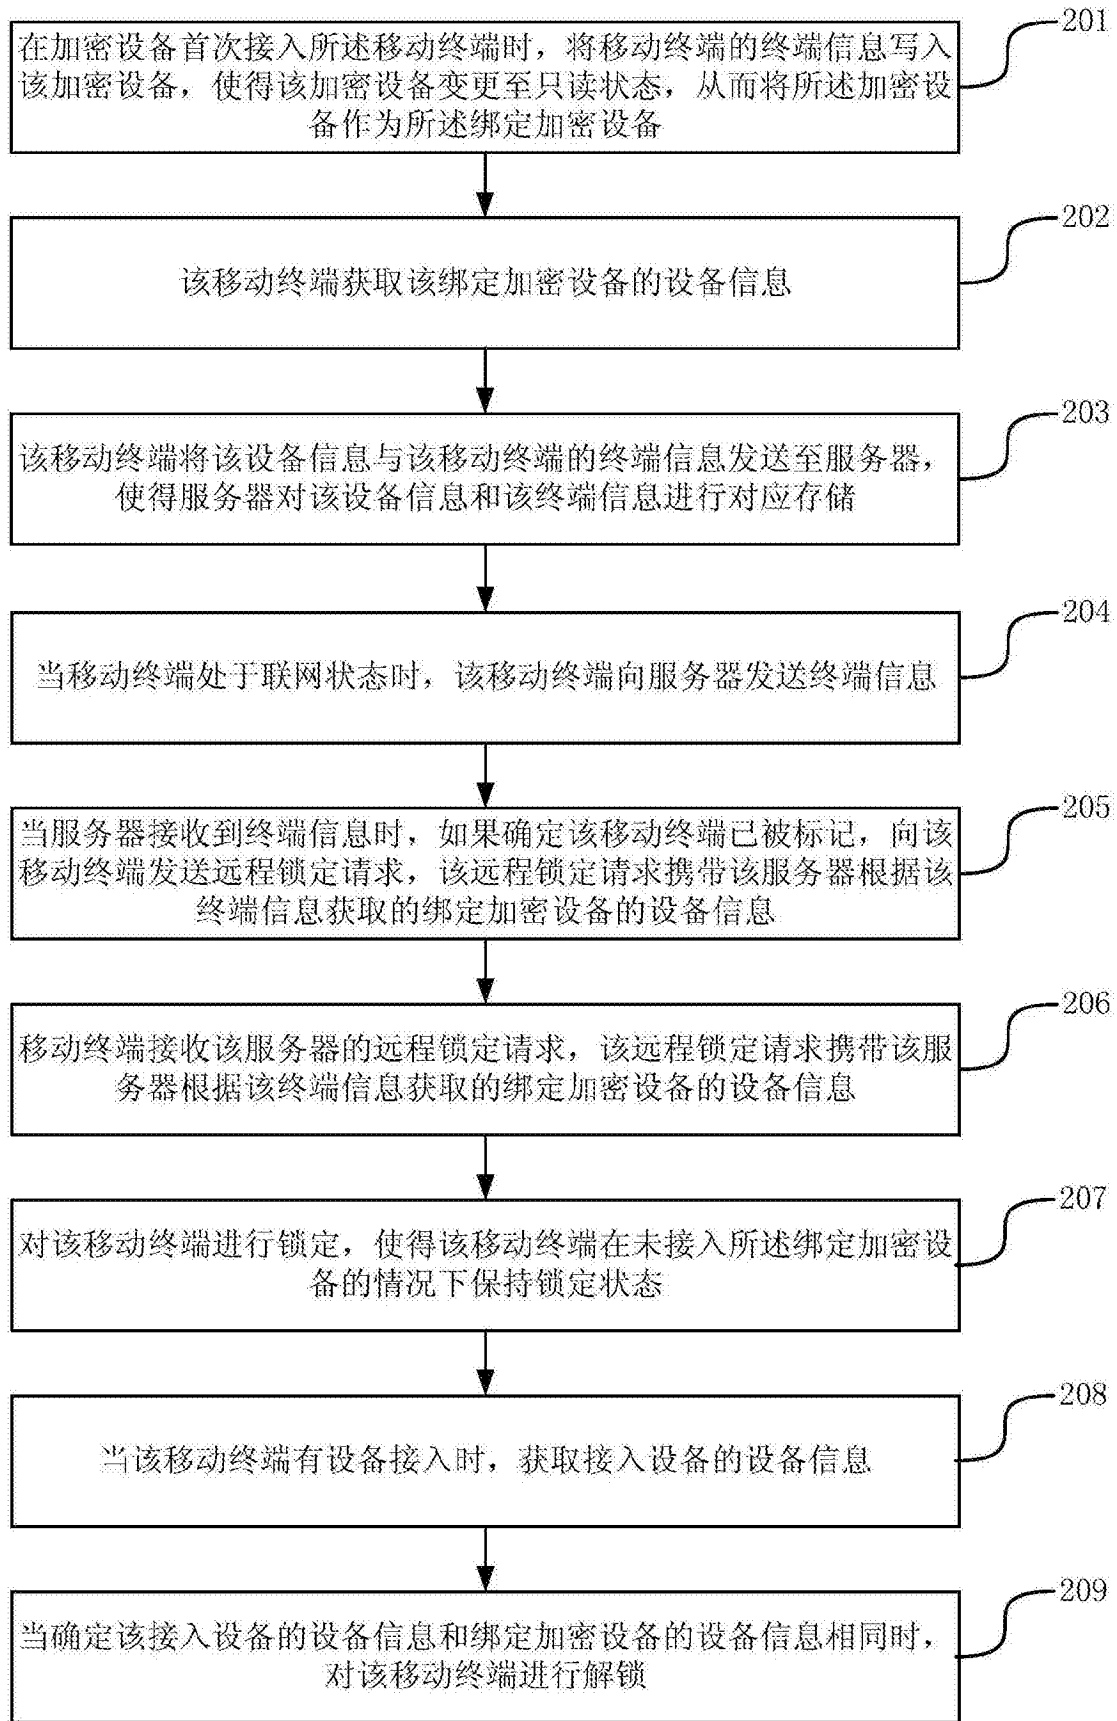 201
在加密设备首次接入所述移动终端时，将移动终端的终端信息写入
该加密设备，使得该加密设备变更至只读状态，从而将所述加密设
备作为所述绑定加密设备
202
该移动终端获取该绑定加密设备的设备信息
203
该移动终端将该设备信息与该移动终端的终端信息发送至服务器，
使得服务器对该设备信息和该终端信息进行对应存储
204
当移动终端处于联网状态时，该移动终端向服务器发送终端信息
205
当服务器接收到终端信息时，如果确定该移动终端已被标记，向该
移动终端发送远程锁定请求，该远程锁定请求携带该服务器根据该
终端信息获取的绑定加密设备的设备信息
206
移动终端接收该服务器的远程锁定请求，该远程锁定请求携带该服
务器根据该终端信息获取的绑定加密设备的设备信息
207
对该移动终端进行锁定，使得该移动终端在未接入所述绑定加密设
备的情况下保持锁定状态
208
当该移动终端有设备接入时，获取接入设备的设备信息
209
当确定该接入设备的设备信息和绑定加密设备的设备信息相同时，
对该移动终端进行解锁